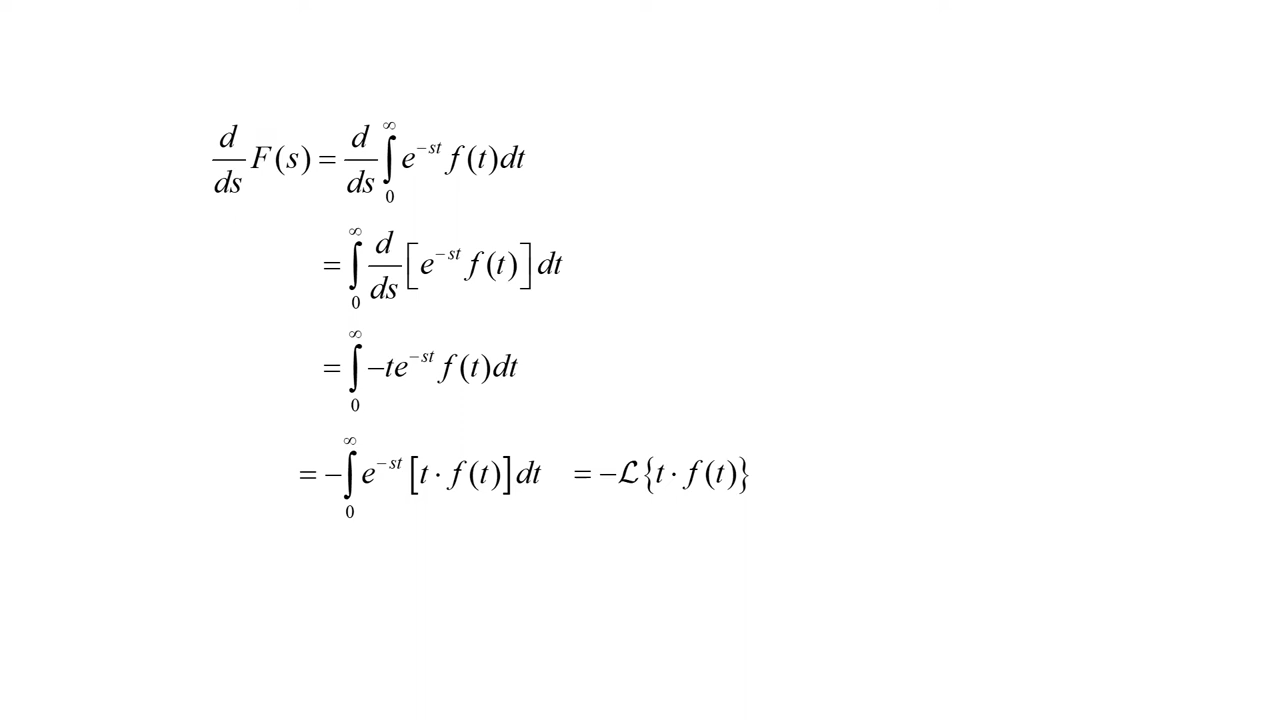 d/ds F(s) = d/ds ∫₀^∞ e^{-st} f(t)dt
= ∫₀^∞ d/ds [e^{-st} f(t)] dt
= ∫₀^∞ -te^{-st} f(t)dt
= -∫₀^∞ e^{-st} [t · f(t)] dt = -ℒ{t · f(t)}